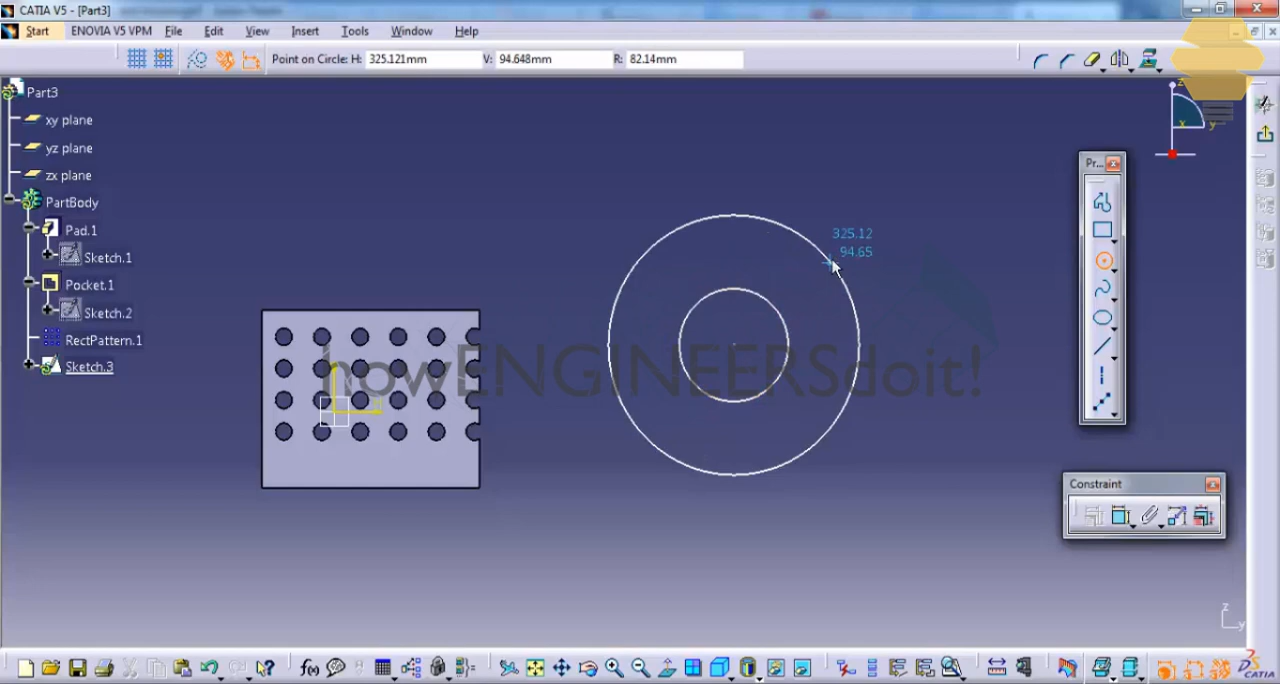 CATIA V5 - [Part3]
Start ENOVIA V5 VPM File Edit View Insert Tools Window Help
Point on Circle: H: 325.121mm V: 94.648mm R: 82.14mm
Part3
xy plane
yz plane
zx plane
PartBody
Pad.1
Sketch.1
Pocket.1
Sketch.2
RectPattern.1
Sketch.3
325.12
94.65
howENGINEERSdoit!
z
x
y
Pr...
Constraint
z
y
f(x)
CATIA